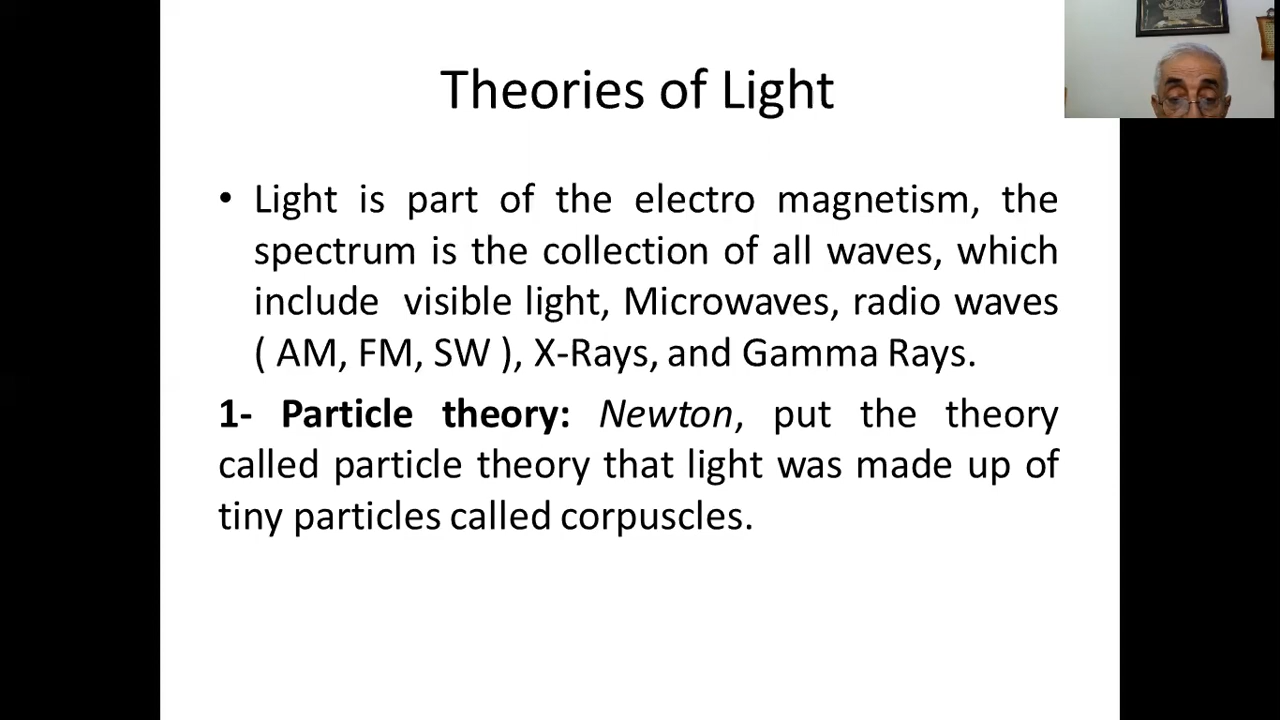 Theories of Light
• Light is part of the electro magnetism, the
spectrum is the collection of all waves, which
include visible light, Microwaves, radio waves
( AM, FM, SW ), X-Rays, and Gamma Rays.
1- Particle theory: Newton, put the theory
called particle theory that light was made up of
tiny particles called corpuscles.